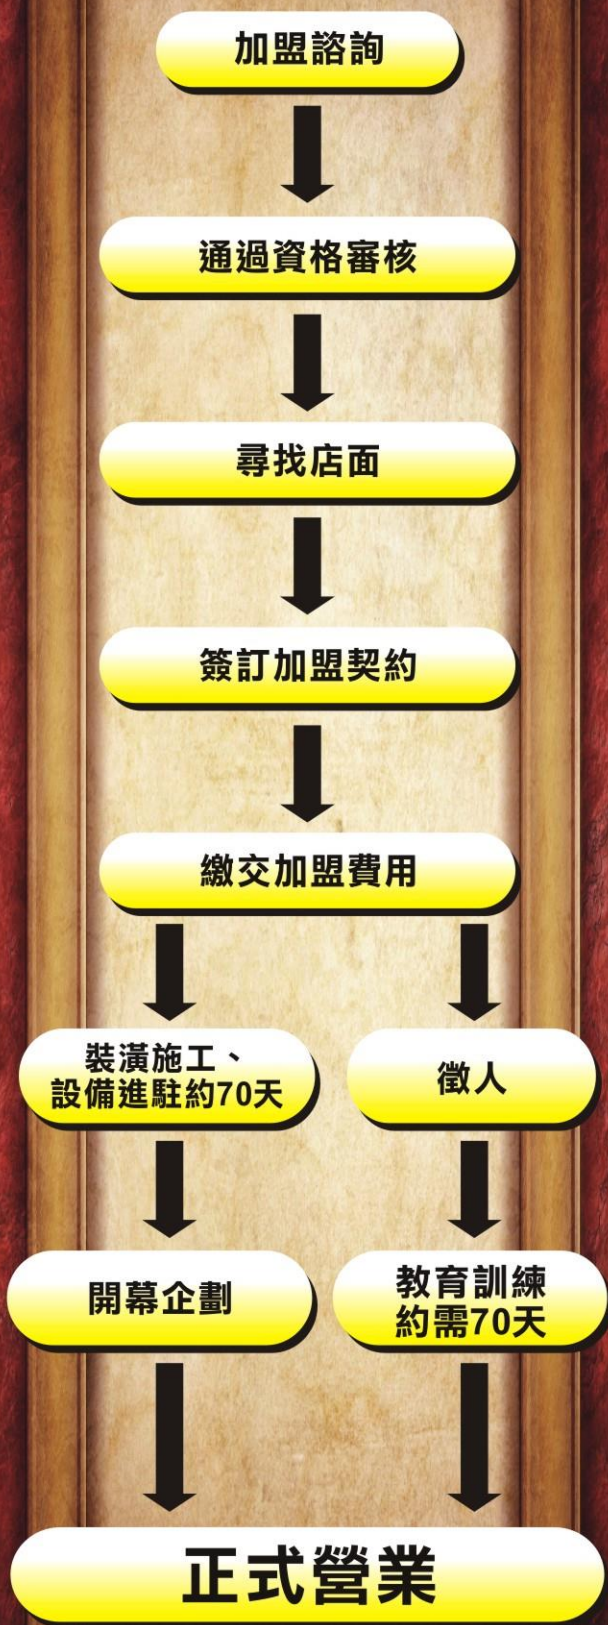 加盟諮詢
通過資格審核
尋找店面
簽訂加盟契約
繳交加盟費用
裝潢施工、
設備進駐約70天
徵人
開幕企劃
教育訓練
約需70天
正式營業